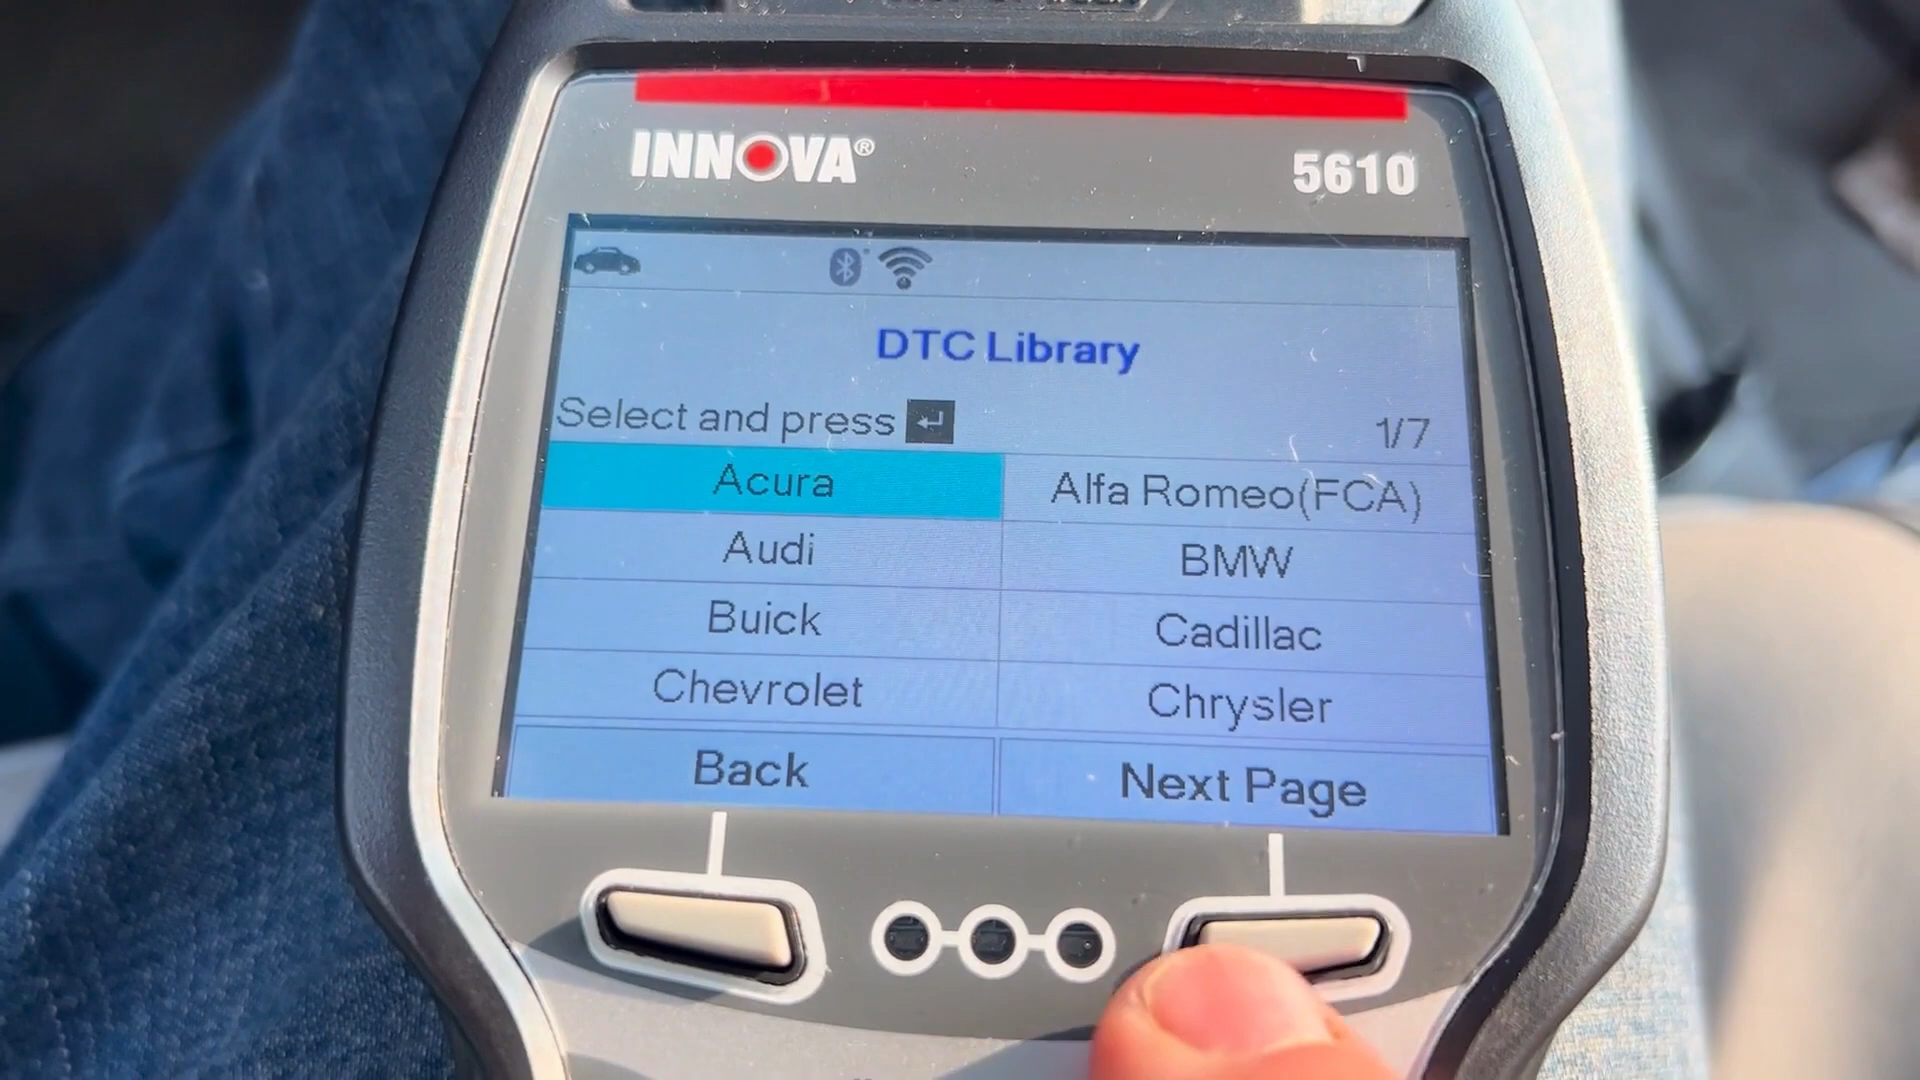 INNOVA® 5610
DTC Library
Select and press 1/7
Acura Alfa Romeo(FCA)
Audi BMW
Buick Cadillac
Chevrolet Chrysler
Back Next Page